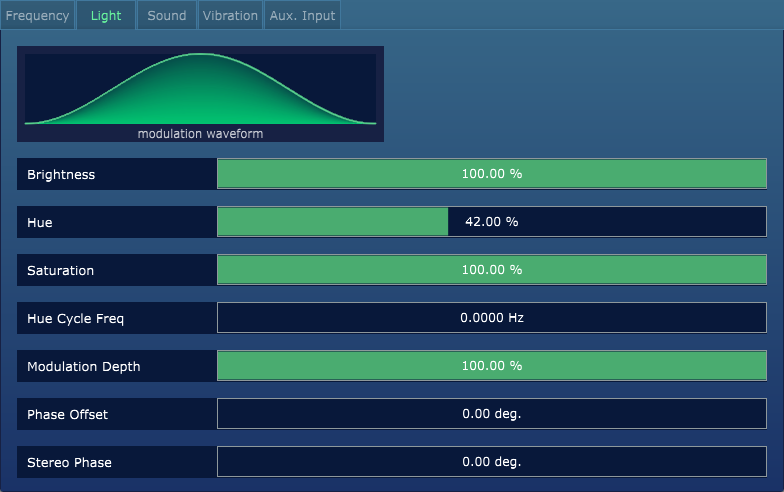 Frequency Light Sound Vibration Aux. Input
modulation waveform
Brightness 100.00 %
Hue 42.00 %
Saturation 100.00 %
Hue Cycle Freq 0.0000 Hz
Modulation Depth 100.00 %
Phase Offset 0.00 deg.
Stereo Phase 0.00 deg.